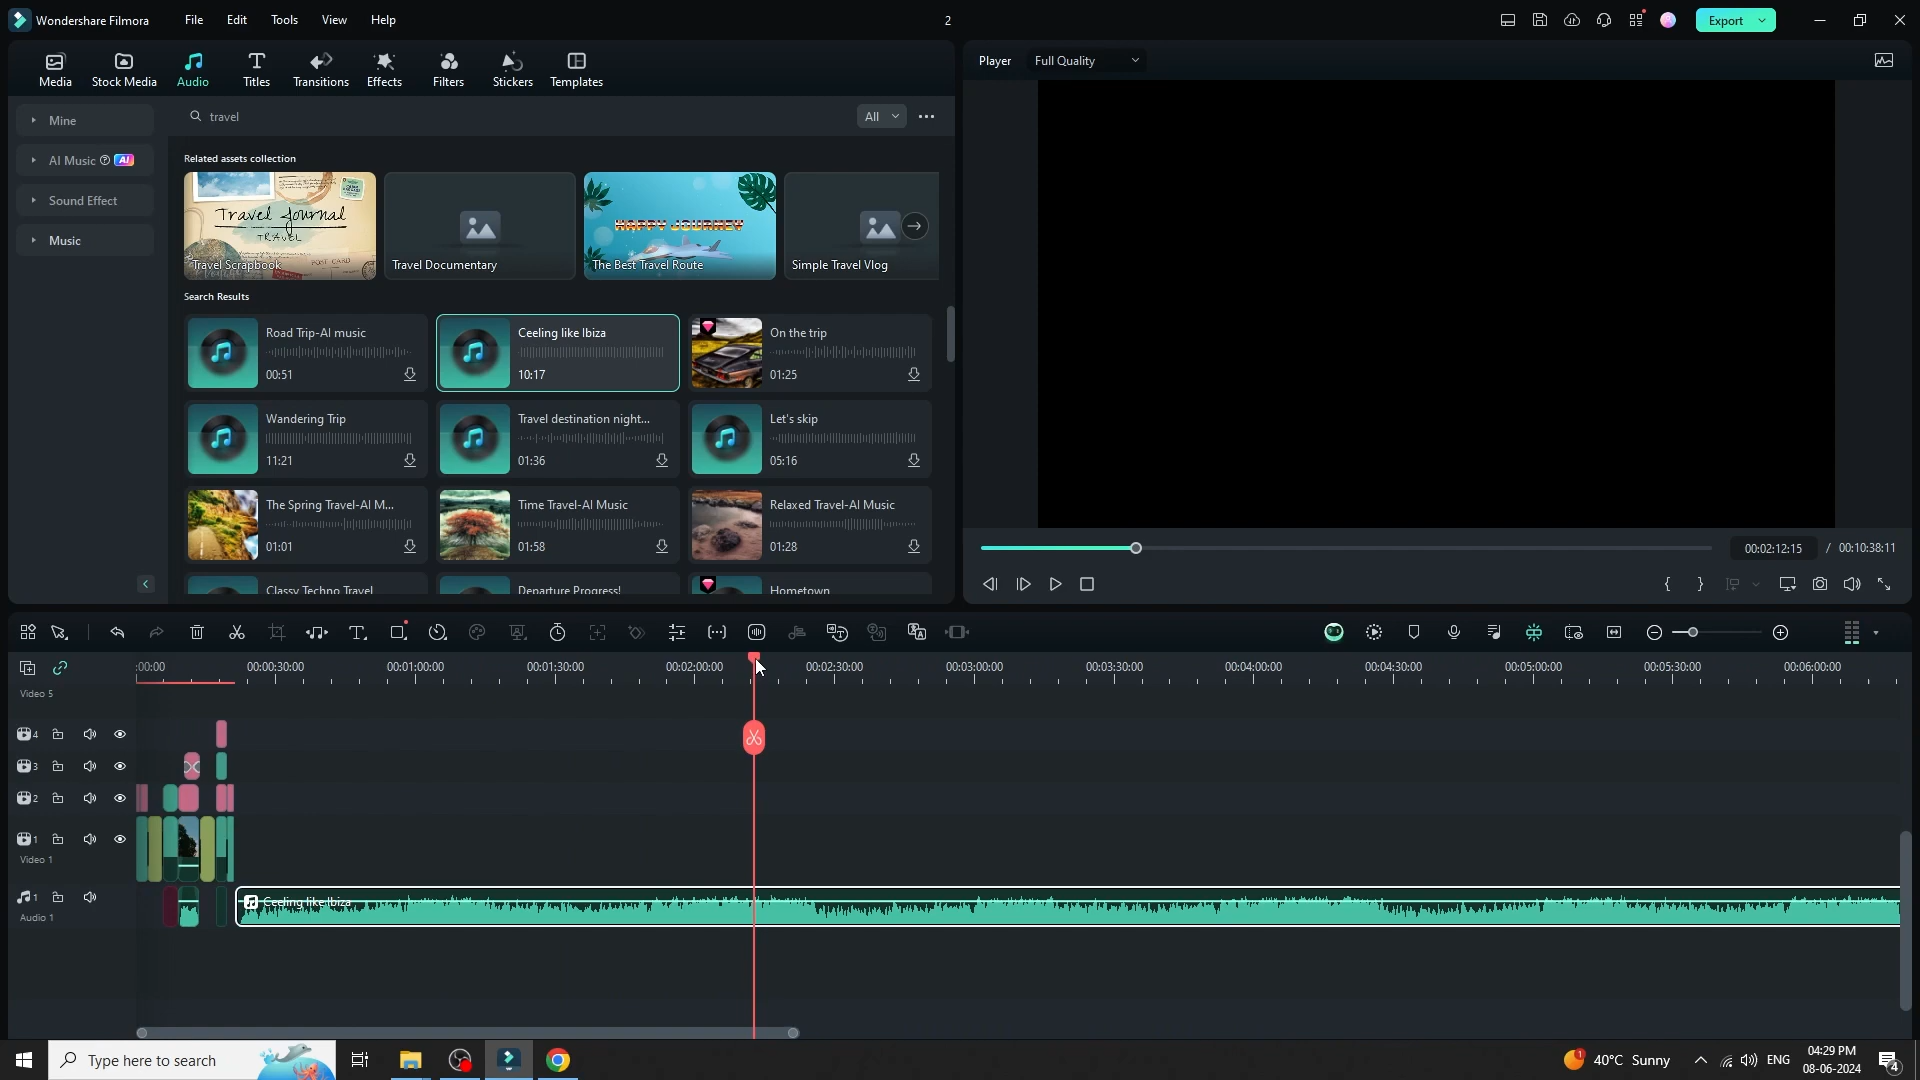 Wondershare Filmora File Edit Tools View Help 2 Export
Media Stock Media Audio Titles Transitions Effects Filters Stickers Templates
Player Full Quality
travel All
Mine
AI Music AI
Sound Effect
Music
Related assets collection
Travel Journal
TRAVEL
POST CARD
Travel Scrapbook
Travel Documentary
HAPPY JOURNEY
The Best Travel Route
Simple Travel Vlog
Search Results
Road Trip-AI music
00:51
Ceeling like Ibiza
10:17
On the trip
01:25
Wandering Trip
11:21
Travel destination night...
01:36
Let's skip
05:16
The Spring Travel-AI M...
01:01
Time Travel-AI Music
01:58
Relaxed Travel-AI Music
01:28
Classy Techno Travel
Departure Progress!
Hometown
00:02:12:15 / 00:10:38:11
:00:00 00:00:30:00 00:01:00:00 00:01:30:00 00:02:00:00 00:02:30:00 00:03:00:00 00:03:30:00 00:04:00:00 00:04:30:00 00:05:00:00 00:05:30:00 00:06:00:00
Video 5
4
3
2
1
Video 1
1
Audio 1
Ceeling like Ibiza
Type here to search
1 40°C Sunny ENG
04:29 PM
08-06-2024
4